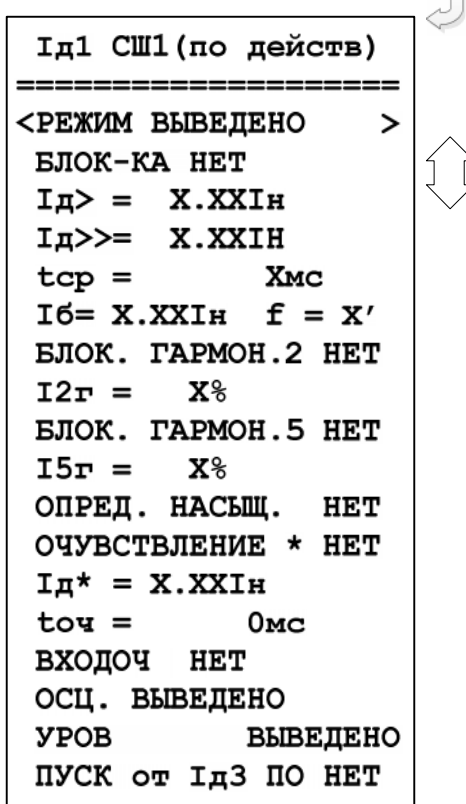 Iд1 СШ1(по действ)
====================
<РЕЖИМ ВЫВЕДЕНО >
БЛОК-КА НЕТ
Iд> = X.XXIн
Iд>>= X.XXIН
tср = Xмс
Iб= X.XXIн f = X′
БЛОК. ГАРМОН.2 НЕТ
I2г = X%
БЛОК. ГАРМОН.5 НЕТ
I5г = X%
ОПРЕД. НАСЫЩ. НЕТ
ОЧУВСТВЛЕНИЕ * НЕТ
Iд* = X.XXIн
tоч = 0мс
ВХОДОЧ НЕТ
ОСЦ. ВЫВЕДЕНО
УРОВ ВЫВЕДЕНО
ПУСК от IдЗ ПО НЕТ